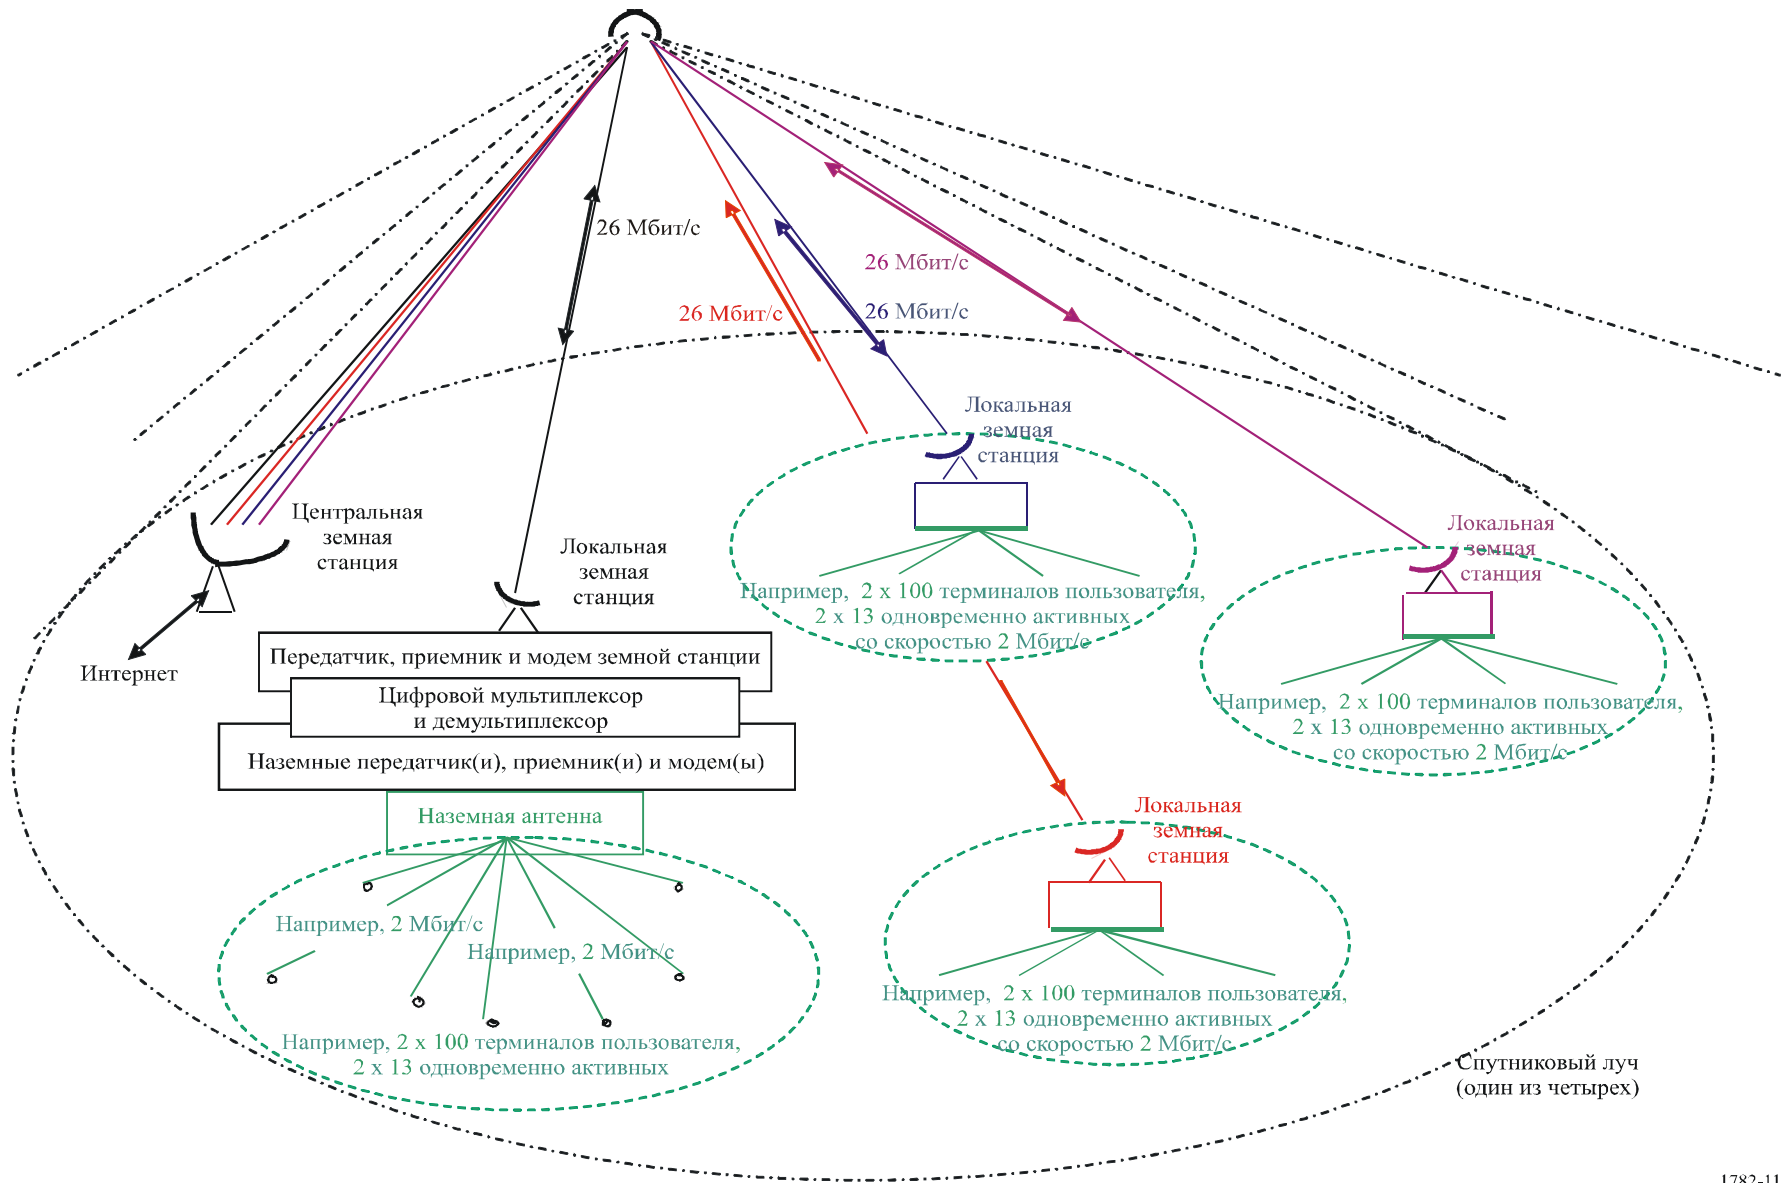 26 Мбит/с
26 Мбит/с
26 Мбит/с
26 Мбит/с
Локальная
земная
станция
Центральная
земная
станция
Локальная
земная
станция
Локальная
земная
станция
Например, 2 x 100 терминалов пользователя,
2 x 13 одновременно активных
со скоростью 2 Мбит/с
Интернет
Передатчик, приемник и модем земной станции
Цифровой мультиплексор
и демультиплексор
Наземные передатчик(и), приемник(и) и модем(ы)
Например, 2 x 100 терминалов пользователя,
2 x 13 одновременно активных
со скоростью 2 Мбит/с
Наземная антенна
Локальная
земная
станция
Например, 2 Мбит/с
Например, 2 Мбит/с
Например, 2 x 100 терминалов пользователя,
2 x 13 одновременно активных
со скоростью 2 Мбит/с
Например, 2 x 100 терминалов пользователя,
2 x 13 одновременно активных
Спутниковый луч
(один из четырех)
1782-11